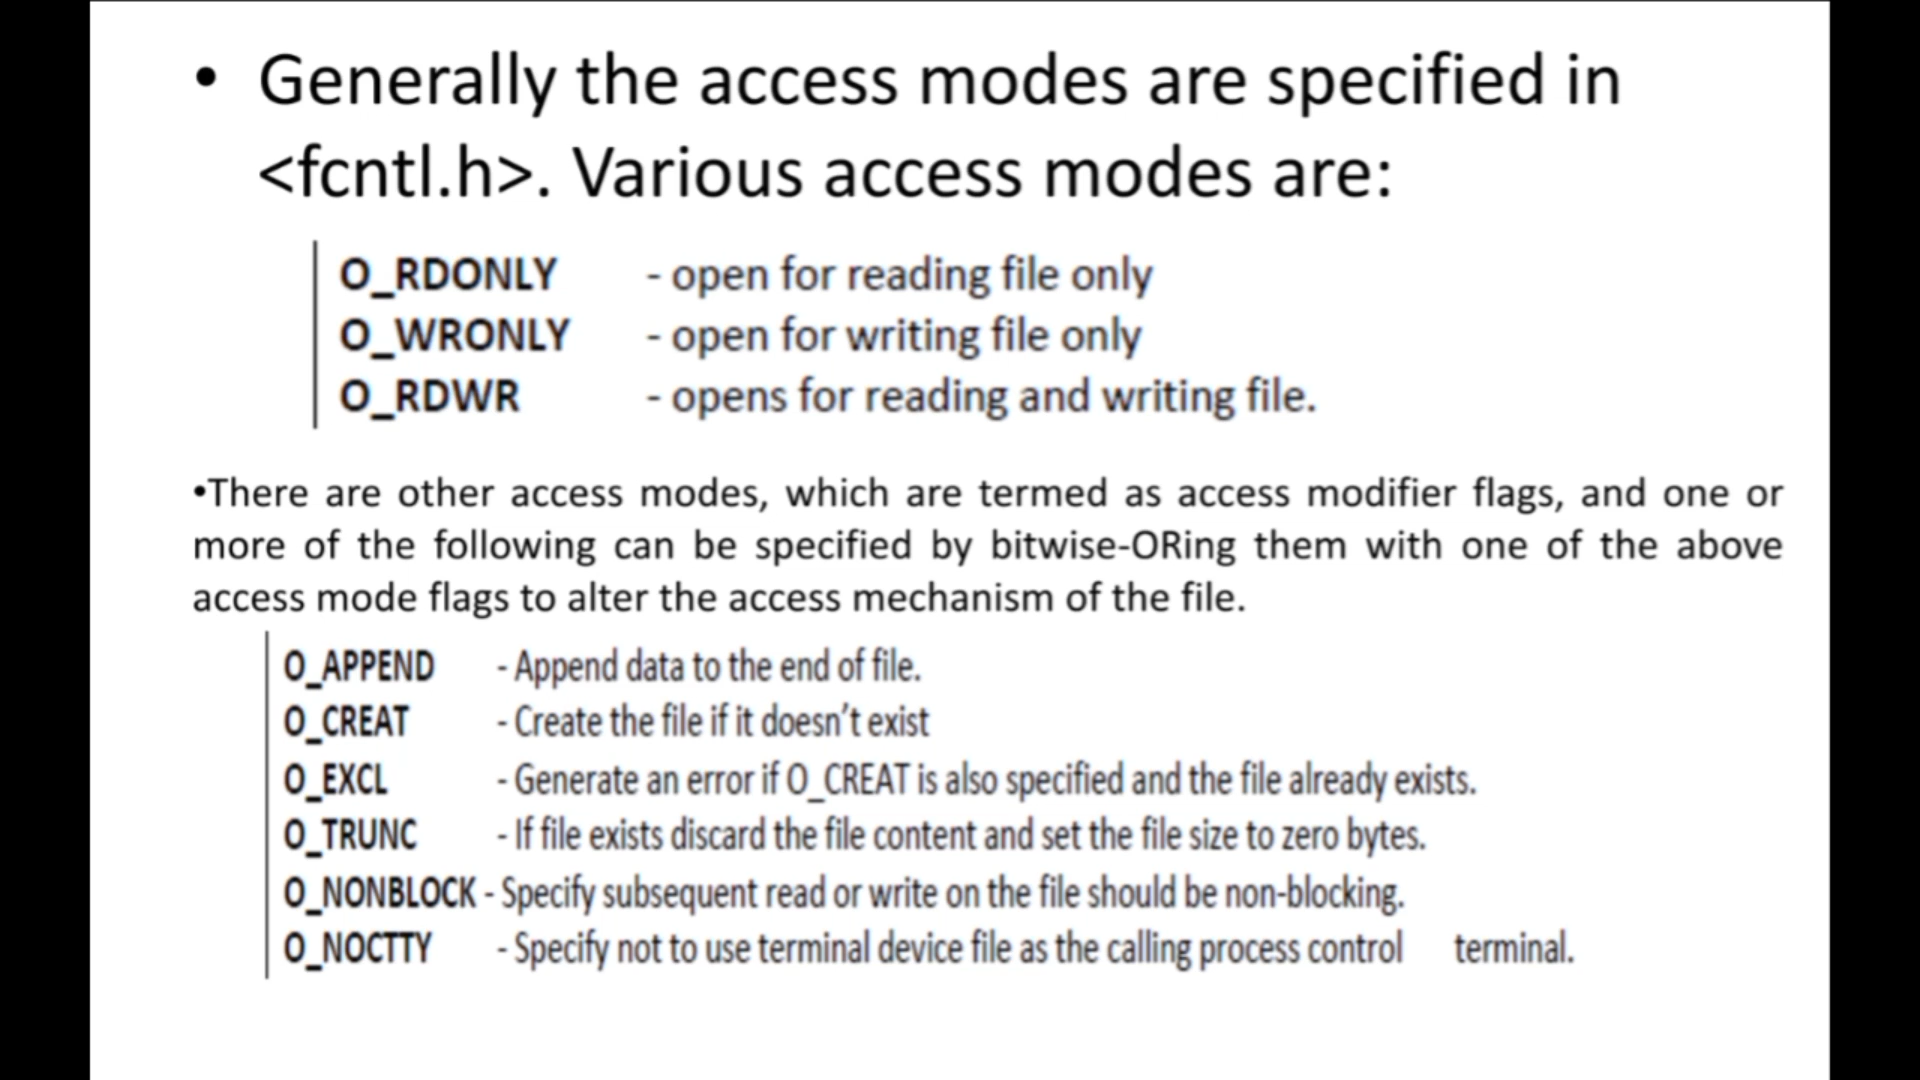 • Generally the access modes are specified in
<fcntl.h>. Various access modes are:
O_RDONLY - open for reading file only
O_WRONLY - open for writing file only
O_RDWR - opens for reading and writing file.
•There are other access modes, which are termed as access modifier flags, and one or
more of the following can be specified by bitwise-ORing them with one of the above
access mode flags to alter the access mechanism of the file.
O_APPEND - Append data to the end of file.
O_CREAT - Create the file if it doesn’t exist
O_EXCL - Generate an error if O_CREAT is also specified and the file already exists.
O_TRUNC - If file exists discard the file content and set the file size to zero bytes.
O_NONBLOCK - Specify subsequent read or write on the file should be non-blocking.
O_NOCTTY - Specify not to use terminal device file as the calling process control terminal.